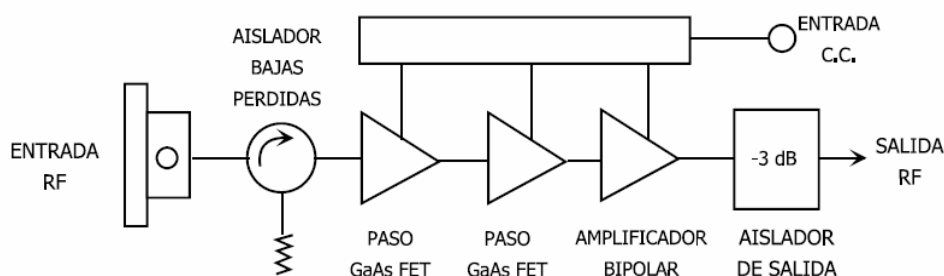 ENTRADA
RF
AISLADOR
BAJAS
PERDIDAS
ENTRADA
C.C.
-3 dB
SALIDA
RF
PASO
GaAs FET
PASO
GaAs FET
AMPLIFICADOR
BIPOLAR
AISLADOR
DE SALIDA